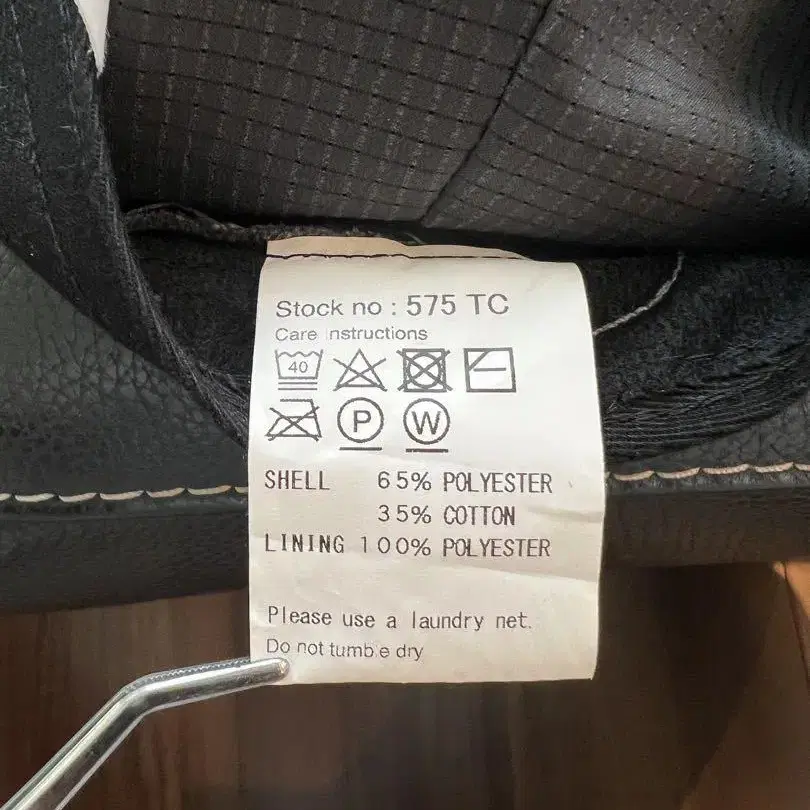 Stock no : 575 TC
Care Instructions
40
P W
SHELL 65% POLYESTER
35% COTTON
LINING 100% POLYESTER
Please use a laundry net.
Do not tumble dry